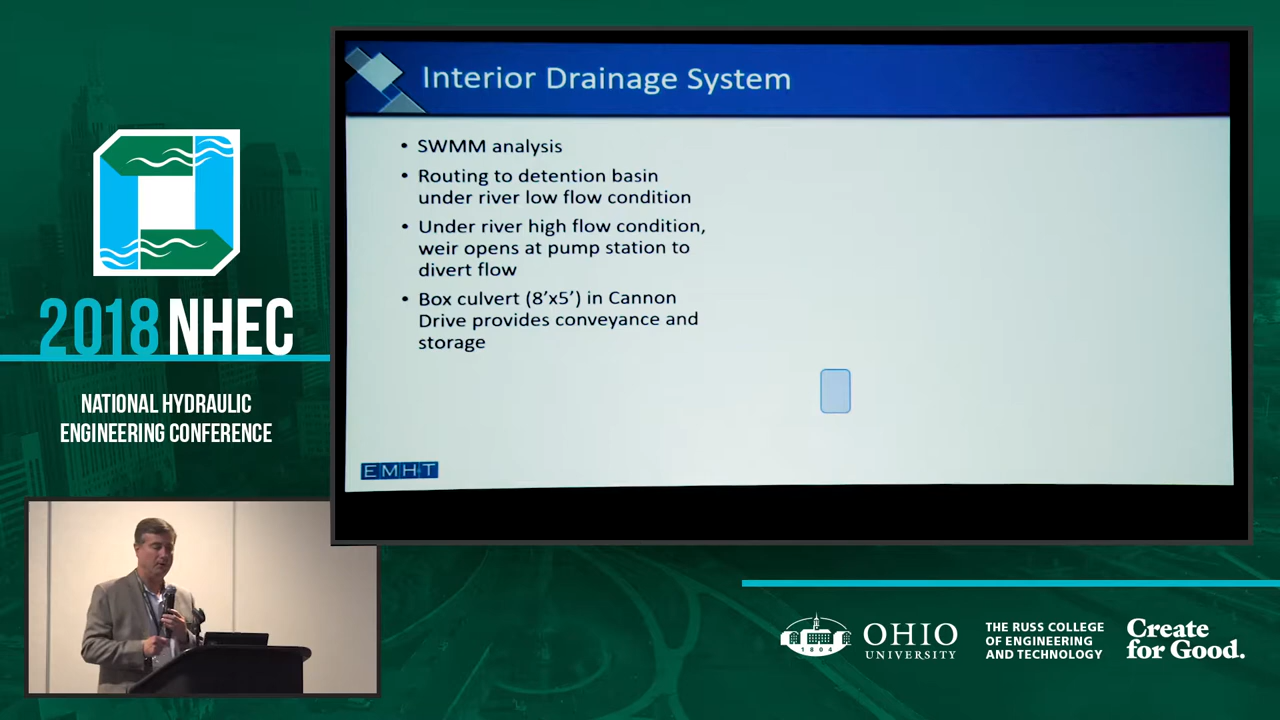 2018 NHEC
NATIONAL HYDRAULIC
ENGINEERING CONFERENCE
Interior Drainage System
• SWMM analysis
• Routing to detention basin
under river low flow condition
• Under river high flow condition,
weir opens at pump station to
divert flow
• Box culvert (8'x5') in Cannon
Drive provides conveyance and
storage
EMH+T
1804
OHIO
UNIVERSITY
THE RUSS COLLEGE
OF ENGINEERING
AND TECHNOLOGY
Create
for Good.